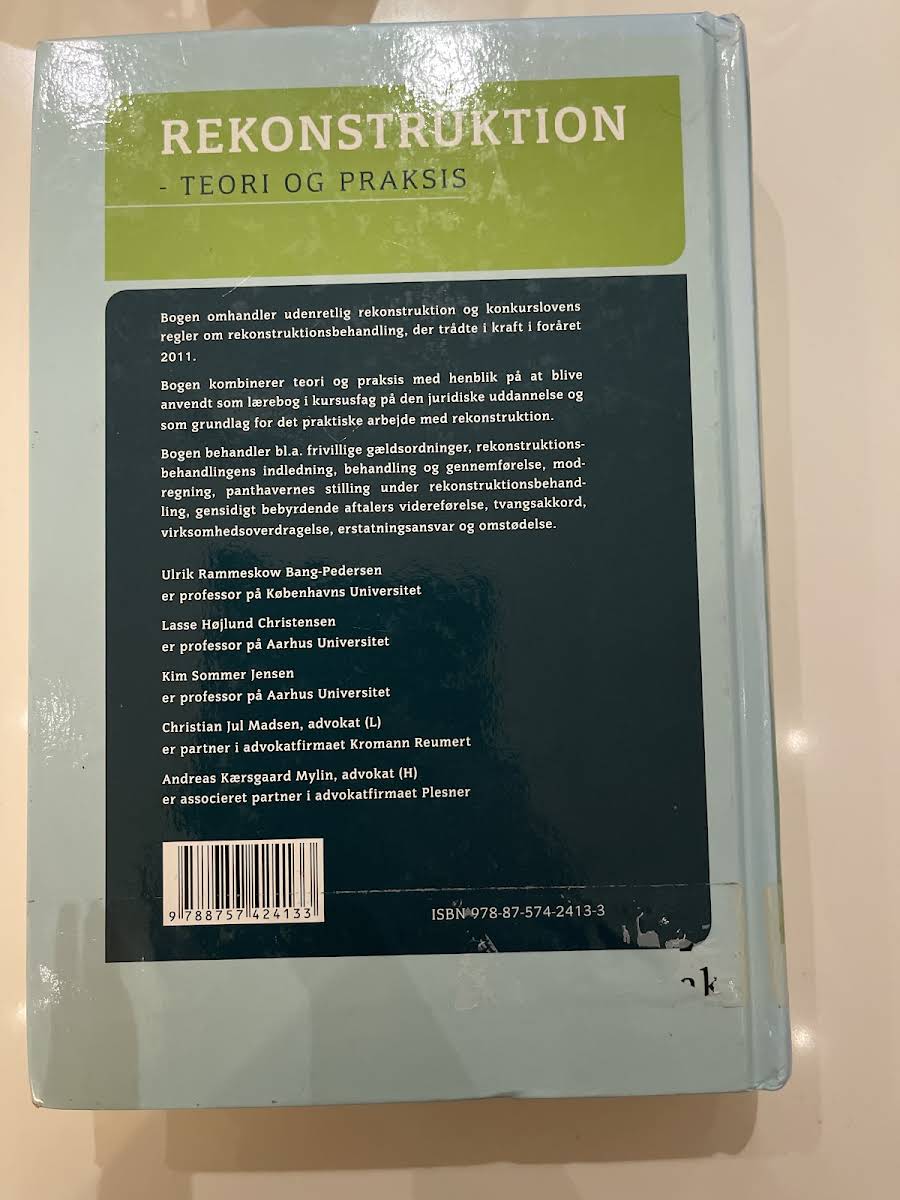 REKONSTRUKTION
- TEORI OG PRAKSIS
Bogen omhandler udenretlig rekonstruktion og konkurslovens
regler om rekonstruktionsbehandling, der trådte i kraft i foråret
2011.
Bogen kombinerer teori og praksis med henblik på at blive
anvendt som lærebog i kursusfag på den juridiske uddannelse og
som grundlag for det praktiske arbejde med rekonstruktion.
Bogen behandler bl.a. frivillige gældsordninger, rekonstruktions-
behandlingens indledning, behandling og gennemførelse, mod-
regning, panthavernes stilling under rekonstruktionsbehand-
ling, gensidigt bebyrdende aftalers videreførelse, tvangsakkord,
virksomhedsoverdragelse, erstatningsansvar og omstødelse.
Ulrik Rammeskow Bang-Pedersen
er professor på Københavns Universitet
Lasse Højlund Christensen
er professor på Aarhus Universitet
Kim Sommer Jensen
er professor på Aarhus Universitet
Christian Jul Madsen, advokat (L)
er partner i advokatfirmaet Kromann Reumert
Andreas Kærsgaard Mylin, advokat (H)
er associeret partner i advokatfirmaet Plesner
9 788757 424133
ISBN 978-87-574-2413-3